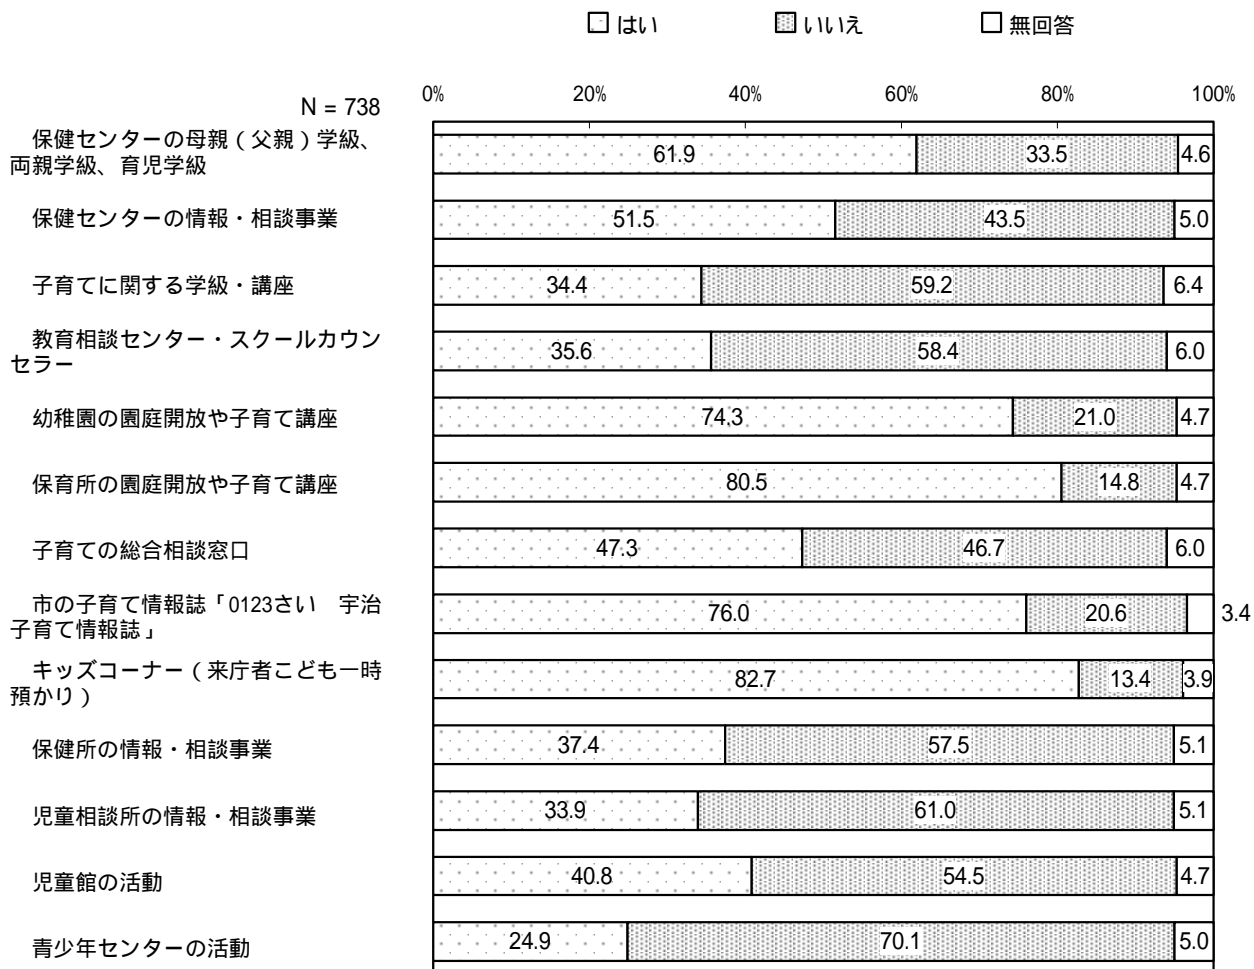 はい いいえ 無回答
N = 738 0% 20% 40% 60% 80% 100%
保健センターの母親（父親）学級、
両親学級、育児学級
61.9 33.5 4.6
保健センターの情報・相談事業 51.5 43.5 5.0
子育てに関する学級・講座 34.4 59.2 6.4
教育相談センター・スクールカウン
セラー
35.6 58.4 6.0
幼稚園の園庭開放や子育て講座 74.3 21.0 4.7
保育所の園庭開放や子育て講座 80.5 14.8 4.7
子育ての総合相談窓口 47.3 46.7 6.0
市の子育て情報誌「0123さい　宇治
子育て情報誌」
76.0 20.6 3.4
キッズコーナー（来庁者こども一時
預かり）
82.7 13.4 3.9
保健所の情報・相談事業 37.4 57.5 5.1
児童相談所の情報・相談事業 33.9 61.0 5.1
児童館の活動 40.8 54.5 4.7
青少年センターの活動 24.9 70.1 5.0